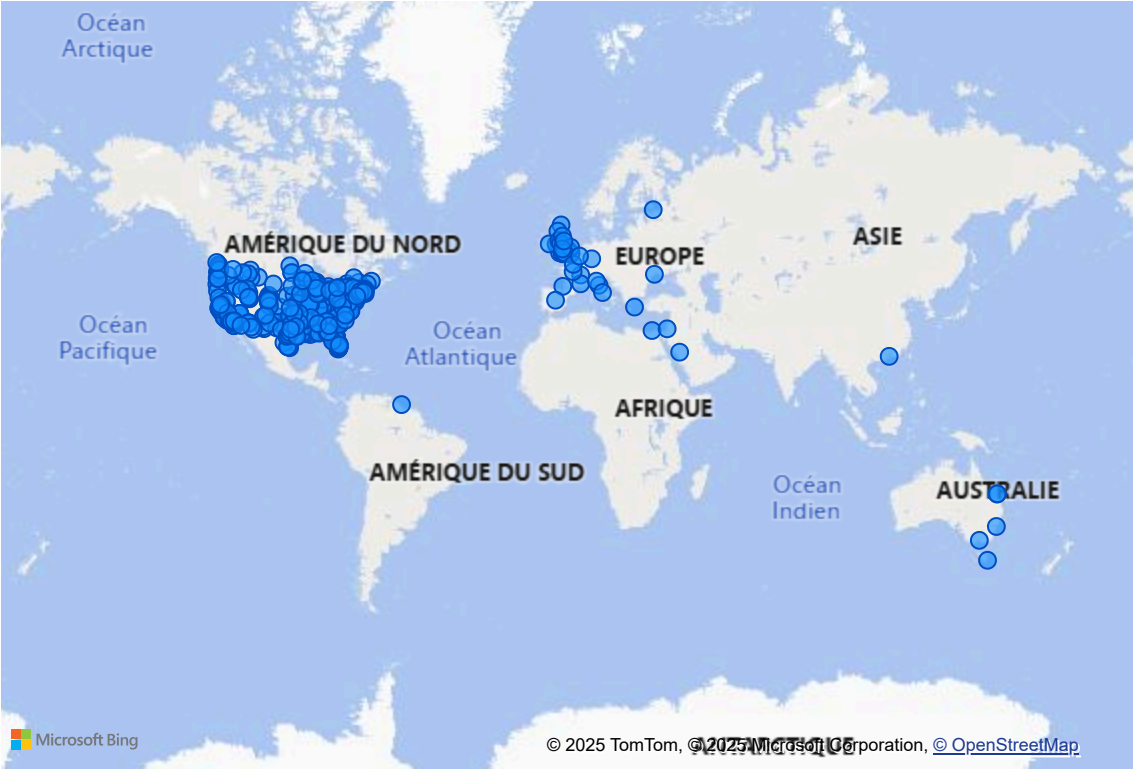 Océan
Arctique
AMÉRIQUE DU NORD
EUROPE
ASIE
Océan
Pacifique
Océan
Atlantique
AFRIQUE
AMÉRIQUE DU SUD
Océan
Indien
AUSTRALIE
ANTARCTIQUE
Microsoft Bing
© 2025 TomTom, © 2025 Microsoft Corporation, © OpenStreetMap